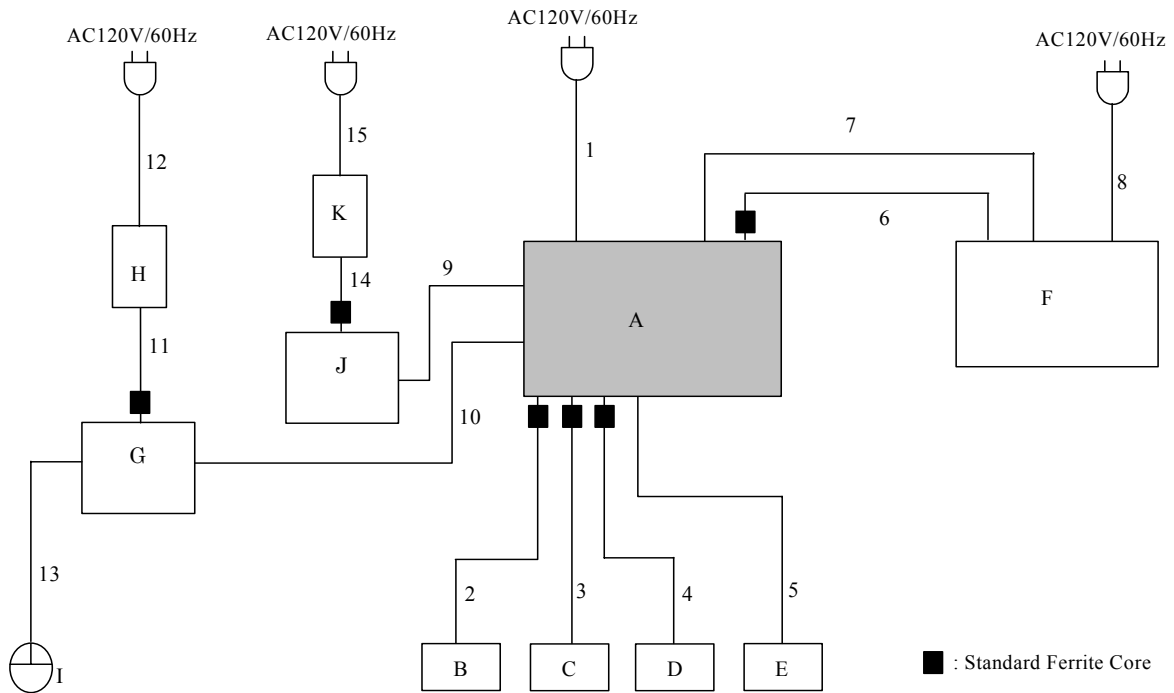 AC120V/60Hz
AC120V/60Hz
AC120V/60Hz
AC120V/60Hz
12
15
1
7
8
6
K
H
14
9
A
F
11
J
10
G
13
2
3
4
5
I
B
C
D
E
: Standard Ferrite Core